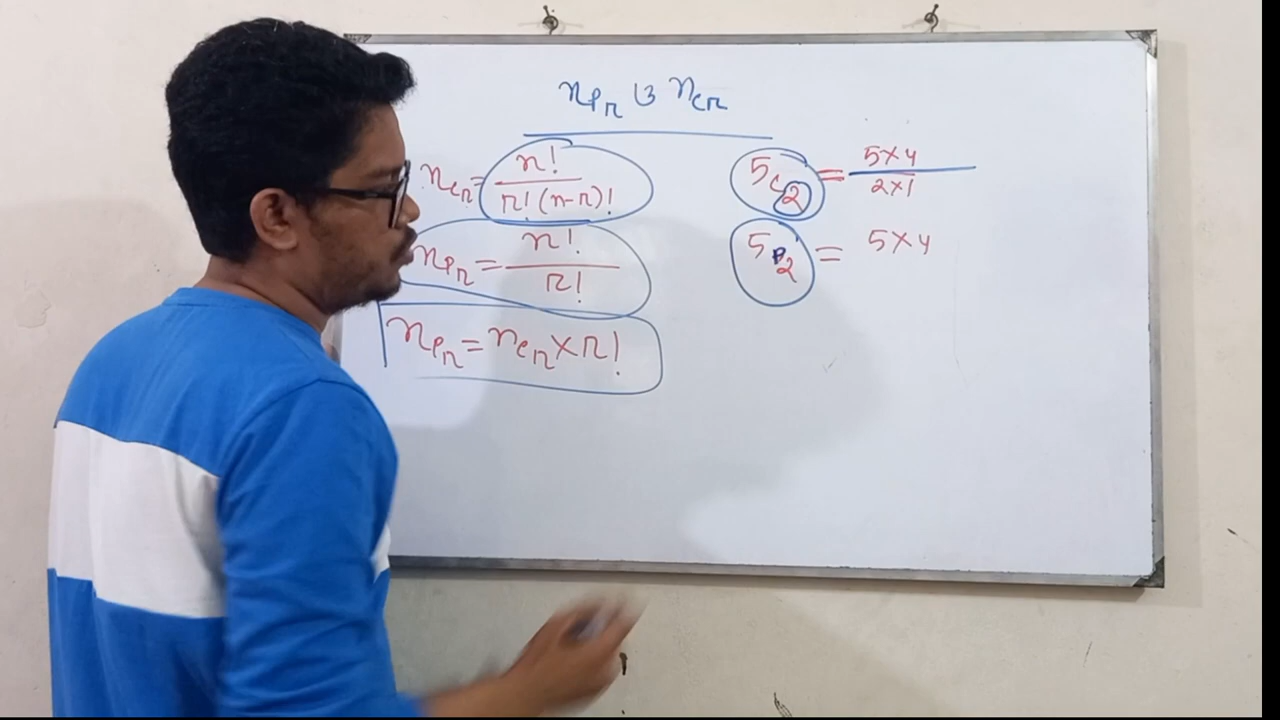 nPr ও nCr
nCr = n! / r!(n-r)!
nPr = n! / r!
nPr = nCr × r!
5C2 = 5×4 / 2×1
5P2 = 5×4